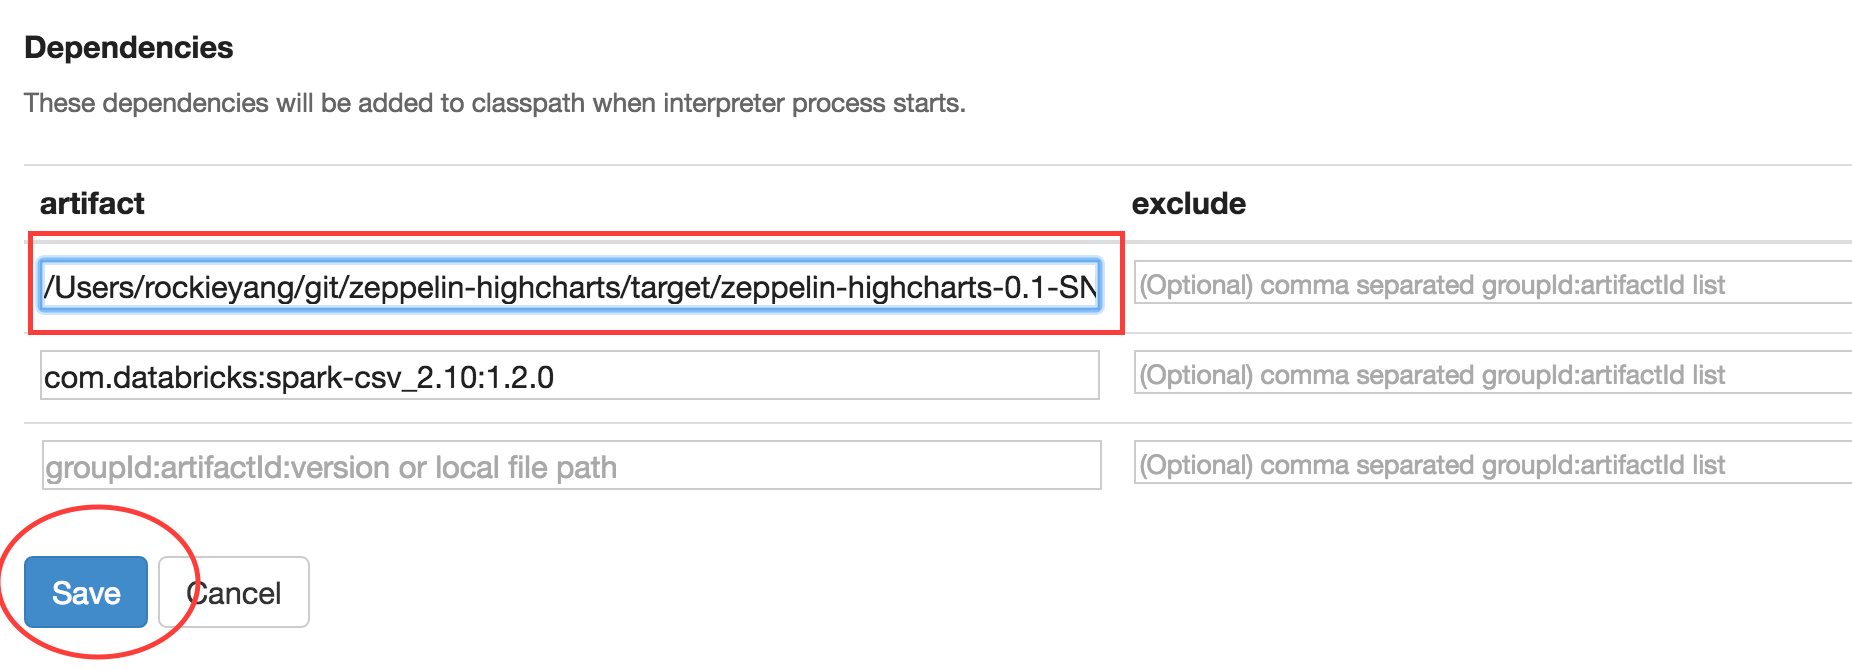 Dependencies
These dependencies will be added to classpath when interpreter process starts.
artifact exclude
/Users/rockieyang/git/zeppelin-highcharts/target/zeppelin-highcharts-0.1-SN (Optional) comma separated groupId:artifactId list
com.databricks:spark-csv_2.10:1.2.0 (Optional) comma separated groupId:artifactId list
groupId:artifactId:version or local file path (Optional) comma separated groupId:artifactId list
Save Cancel